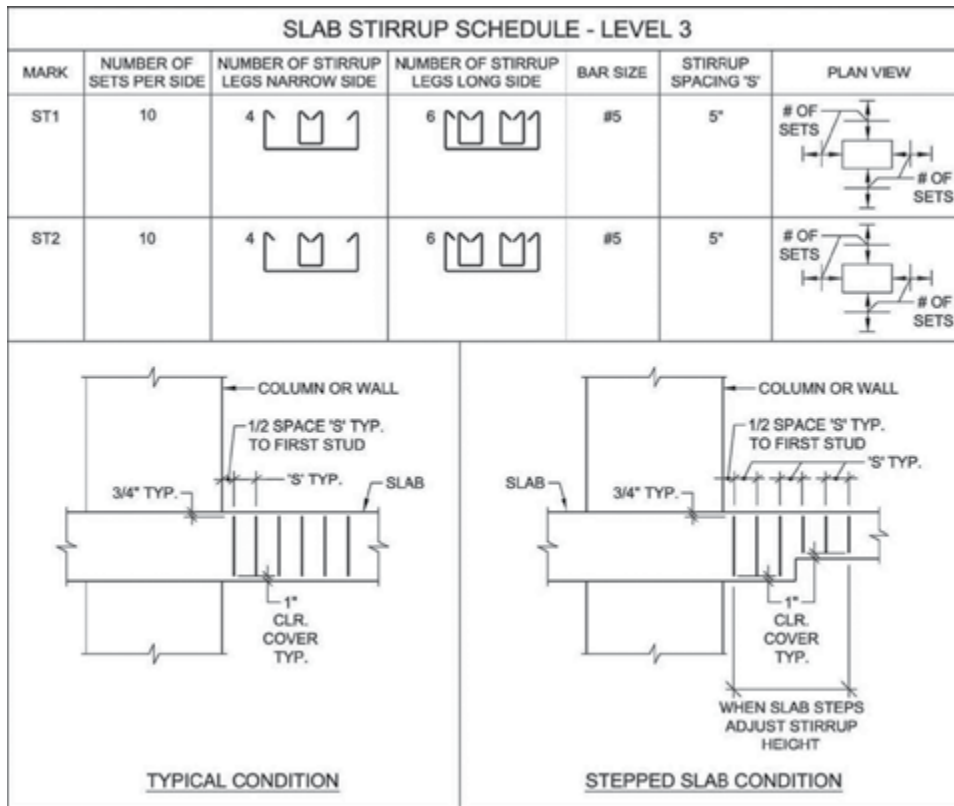 SLAB STIRRUP SCHEDULE - LEVEL 3
MARK
NUMBER OF
SETS PER SIDE
NUMBER OF STIRRUP
LEGS NARROW SIDE
NUMBER OF STIRRUP
LEGS LONG SIDE
BAR SIZE
STIRRUP
SPACING 'S'
PLAN VIEW
ST1
10
4
6
#5
5"
# OF
SETS
# OF
SETS
ST2
10
4
6
#5
5"
# OF
SETS
# OF
SETS
COLUMN OR WALL
1/2 SPACE 'S' TYP.
TO FIRST STUD
'S' TYP.
3/4" TYP.
SLAB
1"
CLR.
COVER
TYP.
TYPICAL CONDITION
COLUMN OR WALL
1/2 SPACE 'S' TYP.
TO FIRST STUD
'S' TYP.
SLAB
3/4" TYP.
1"
CLR.
COVER
TYP.
WHEN SLAB STEPS
ADJUST STIRRUP
HEIGHT
STEPPED SLAB CONDITION